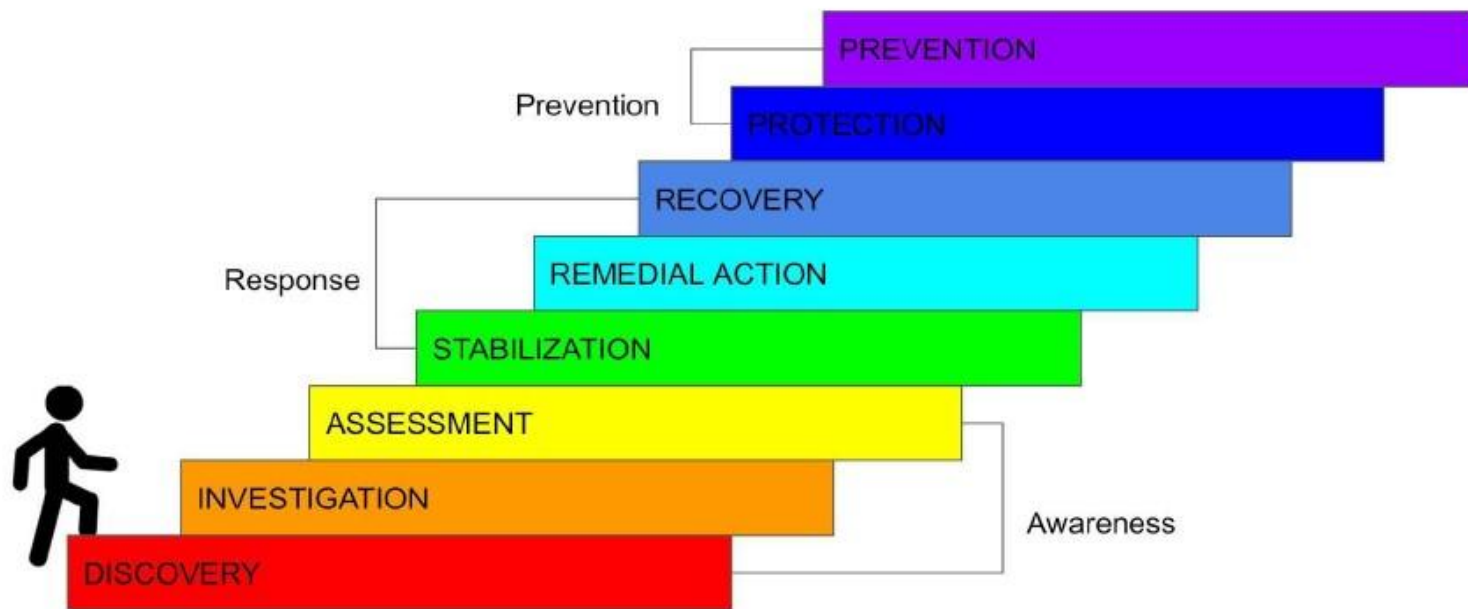 PREVENTION
Prevention
PROTECTION
RECOVERY
Response
REMEDIAL ACTION
STABILIZATION
ASSESSMENT
INVESTIGATION
Awareness
DISCOVERY